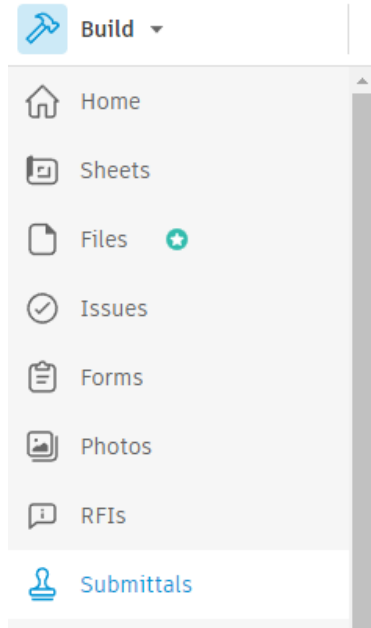 Build
Home
Sheets
Files
Issues
Forms
Photos
RFIs
Submittals